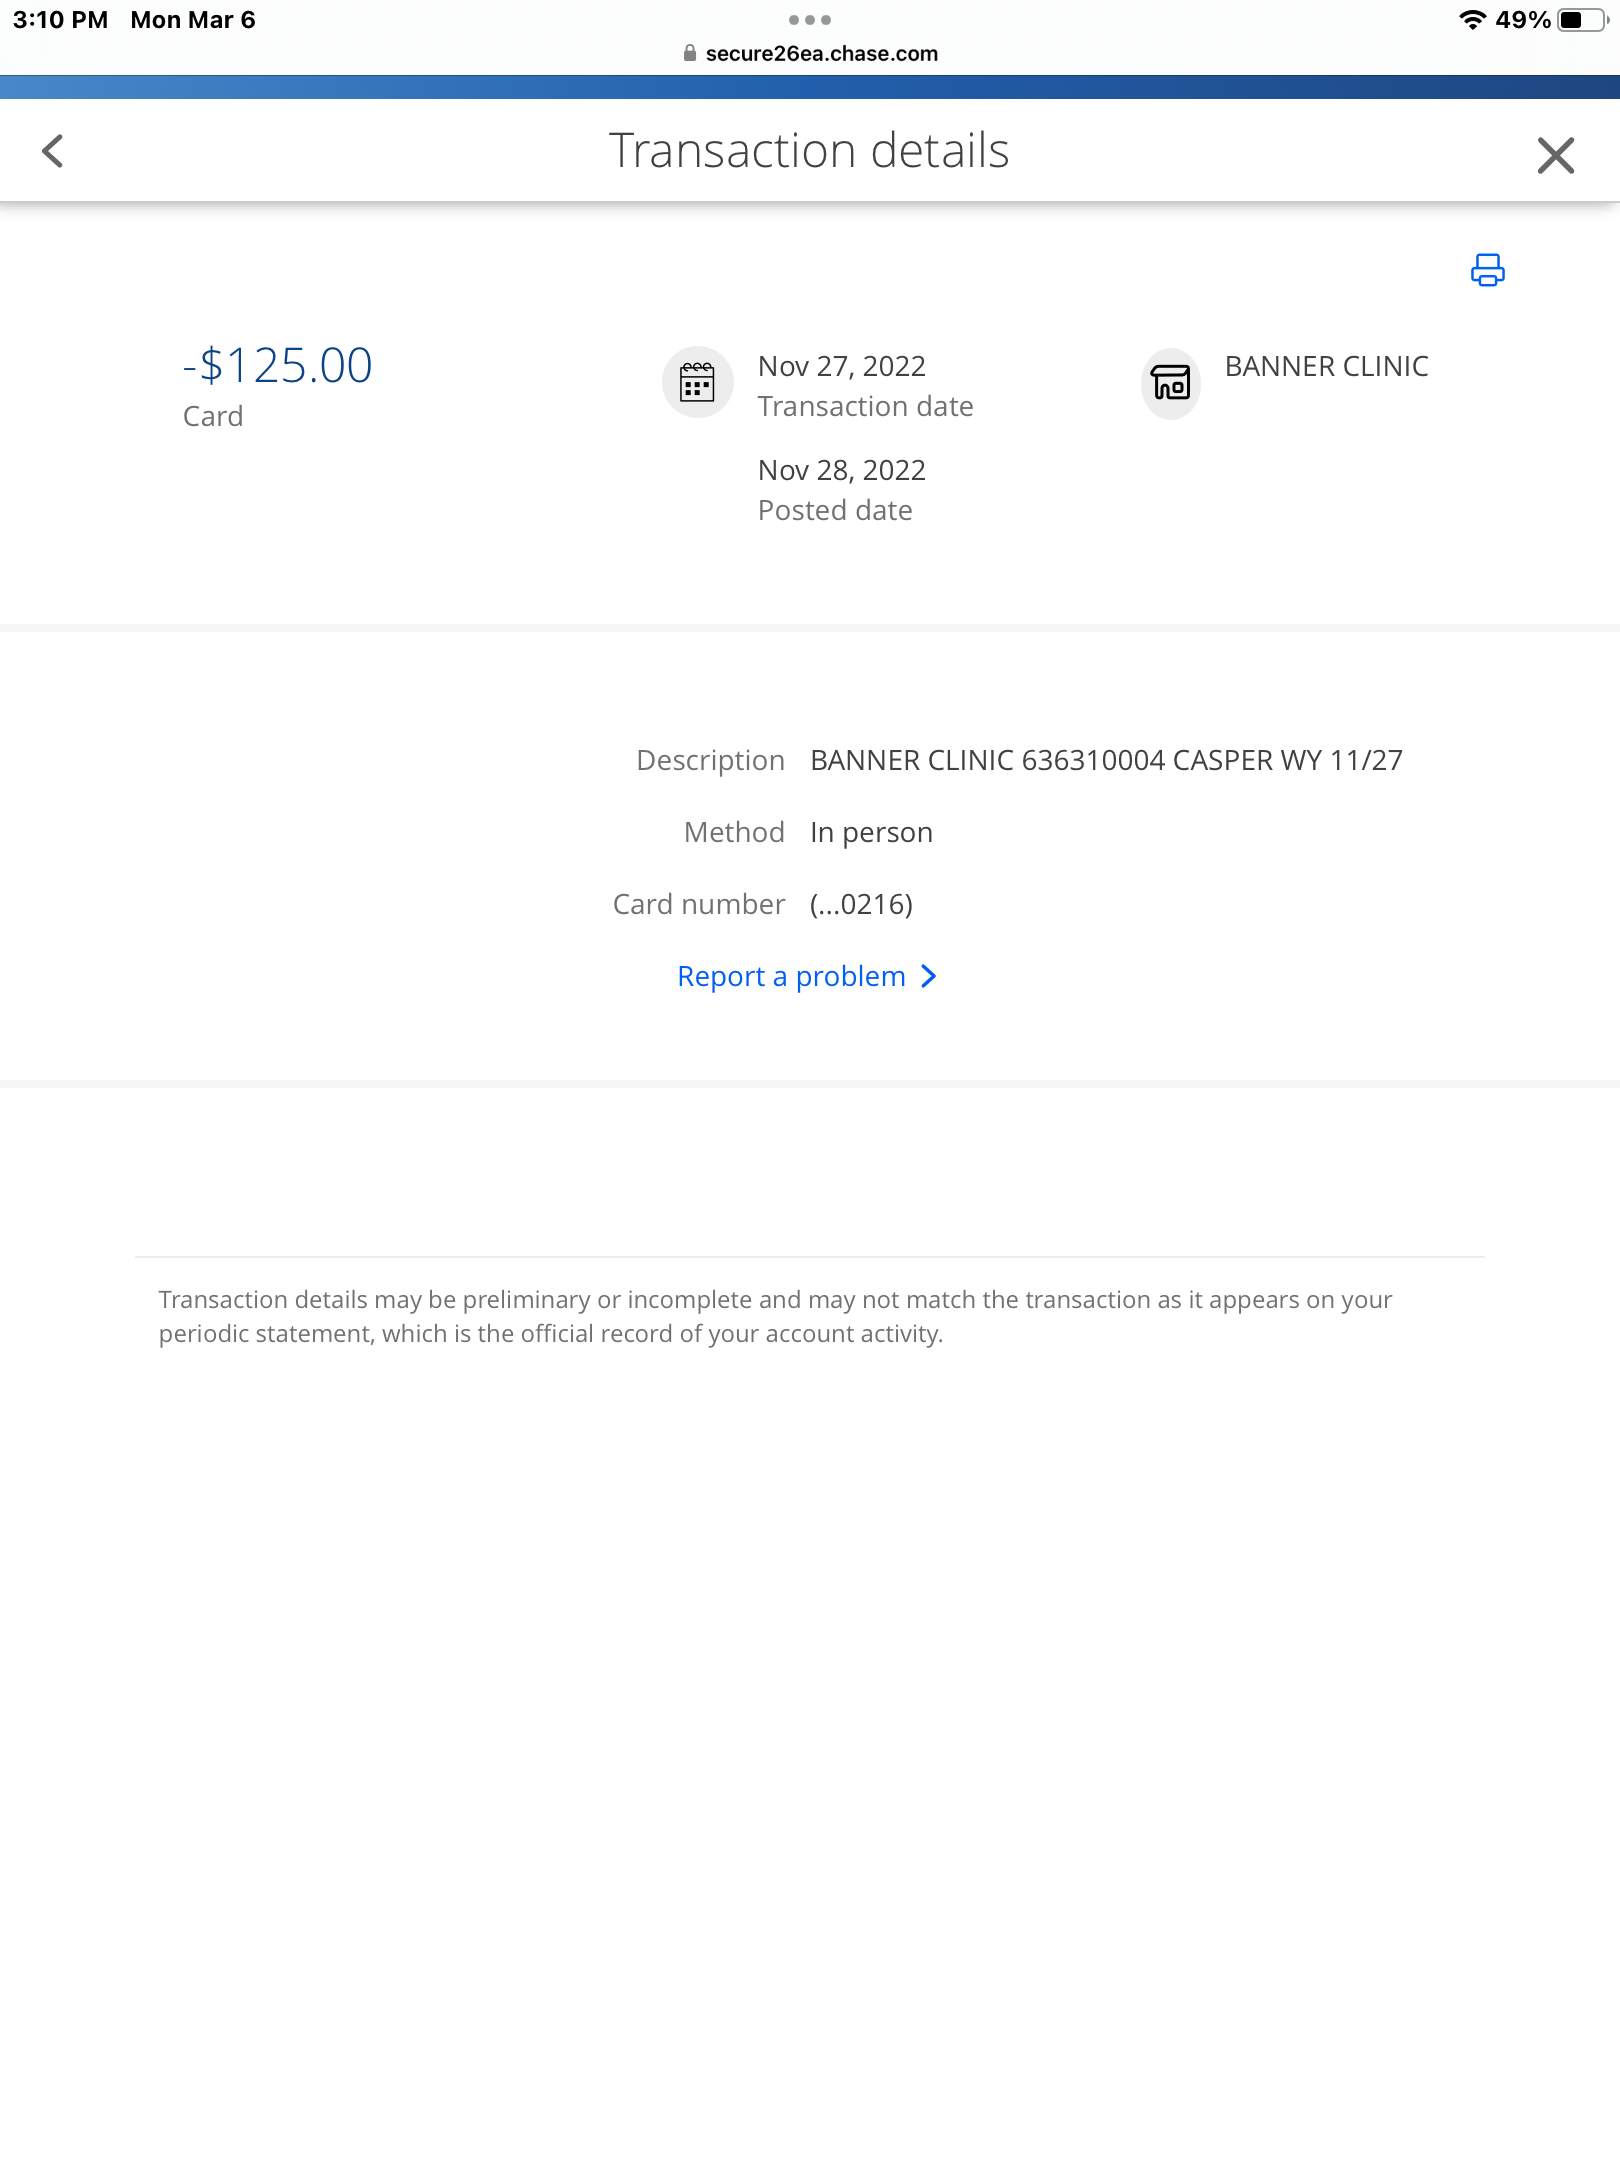 3:10 PM Mon Mar 6
49%
secure26ea.chase.com
Transaction details
-$125.00
Card
Nov 27, 2022
Transaction date
Nov 28, 2022
Posted date
BANNER CLINIC
Description BANNER CLINIC 636310004 CASPER WY 11/27
Method In person
Card number (...0216)
Report a problem
Transaction details may be preliminary or incomplete and may not match the transaction as it appears on your
periodic statement, which is the official record of your account activity.